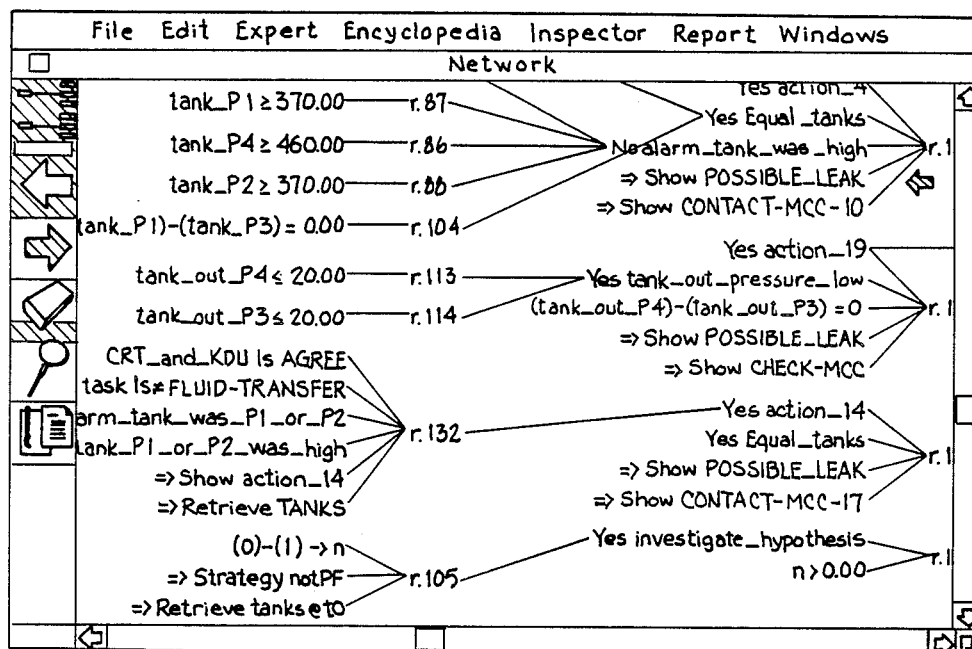 File Edit Expert Encyclopedia Inspector Report Windows
Network
Yes action_4
tank_P1 ≥ 370.00 r.87
Yes Equal_tanks
tank_P4 ≥ 460.00 r.86
No alarm_tank_was_high r.1
tank_P2 ≥ 370.00 r.88
⇒ Show POSSIBLE_LEAK
⇒ Show CONTACT-MCC-10
tank_P1)-(tank_P3) = 0.00 r.104
Yes action_19
tank_out_P4 ≤ 20.00 r.113
Yes tank_out_pressure_low
(tank_out_P4)-(tank_out_P3) = 0 r.1
tank_out_P3 ≤ 20.00 r.114
⇒ Show POSSIBLE_LEAK
⇒ Show CHECK-MCC
CRT_and_KDU Is AGREE
task Is≠ FLUID-TRANSFER
arm_tank_was_P1_or_P2
tank_P1_or_P2_was_high
r.132
⇒ Show action_14
⇒ Retrieve TANKS
Yes action_14
Yes Equal_tanks
r.1
⇒ Show POSSIBLE_LEAK
⇒ Show CONTACT-MCC-17
(0)-(1) -> n
⇒ Strategy notPF r.105
⇒ Retrieve tanks@t0
Yes investigate_hypothesis
r.1
n > 0.00